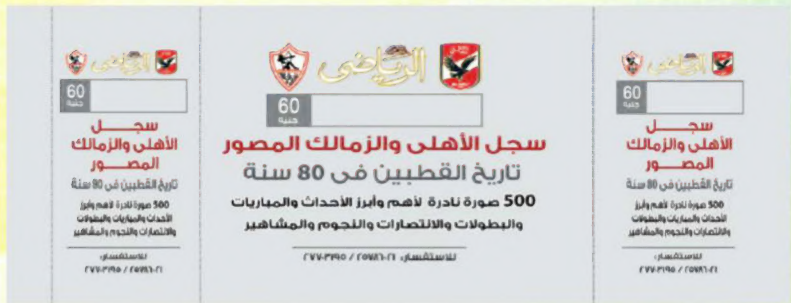 الرياضى
60
جنيه
سجل
الأهلى والزمالك
المصور
تاريخ القطبين فى 80 سنة
500 صورة نادرة لأهم وأبرز
الأحداث والمباريات والبطولات
والانتصارات والنجوم والمشاهير
للاستفسار:
٢٥٧٨٦٠٢١ / ٢٧٧٠٣١٩٥
الرياضى
60
جنيه
سجل الأهلى والزمالك المصور
تاريخ القطبين فى 80 سنة
500 صورة نادرة لأهم وأبرز الأحداث والمباريات
والبطولات والانتصارات والنجوم والمشاهير
للاستفسار: ٢٥٧٨٦٠٢١ / ٢٧٧٠٣١٩٥
الرياضى
60
جنيه
سجل
الأهلى والزمالك
المصور
تاريخ القطبين فى 80 سنة
500 صورة نادرة لأهم وأبرز
الأحداث والمباريات والبطولات
والانتصارات والنجوم والمشاهير
للاستفسار:
٢٥٧٨٦٠٢١ / ٢٧٧٠٣١٩٥